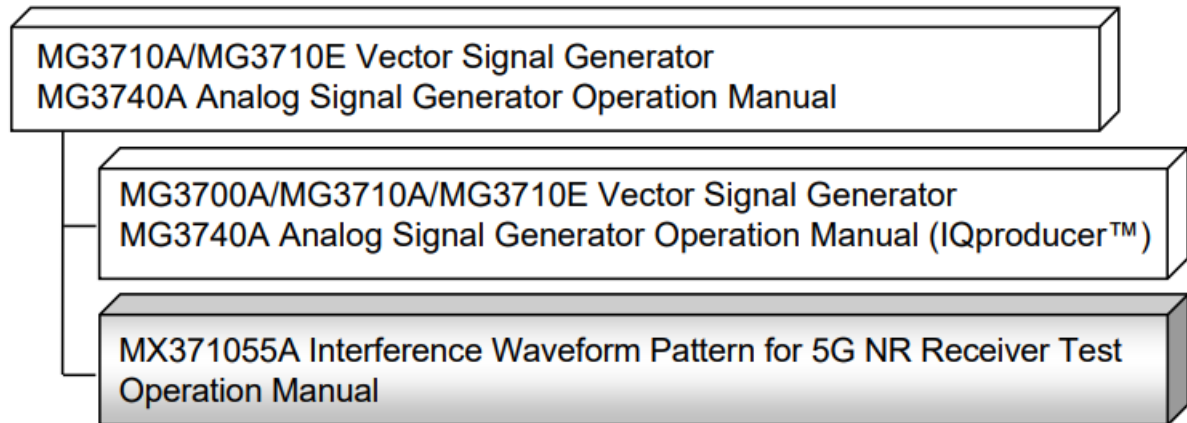 MG3710A/MG3710E Vector Signal Generator
MG3740A Analog Signal Generator Operation Manual
MG3700A/MG3710A/MG3710E Vector Signal Generator
MG3740A Analog Signal Generator Operation Manual (IQproducer™)
MX371055A Interference Waveform Pattern for 5G NR Receiver Test
Operation Manual